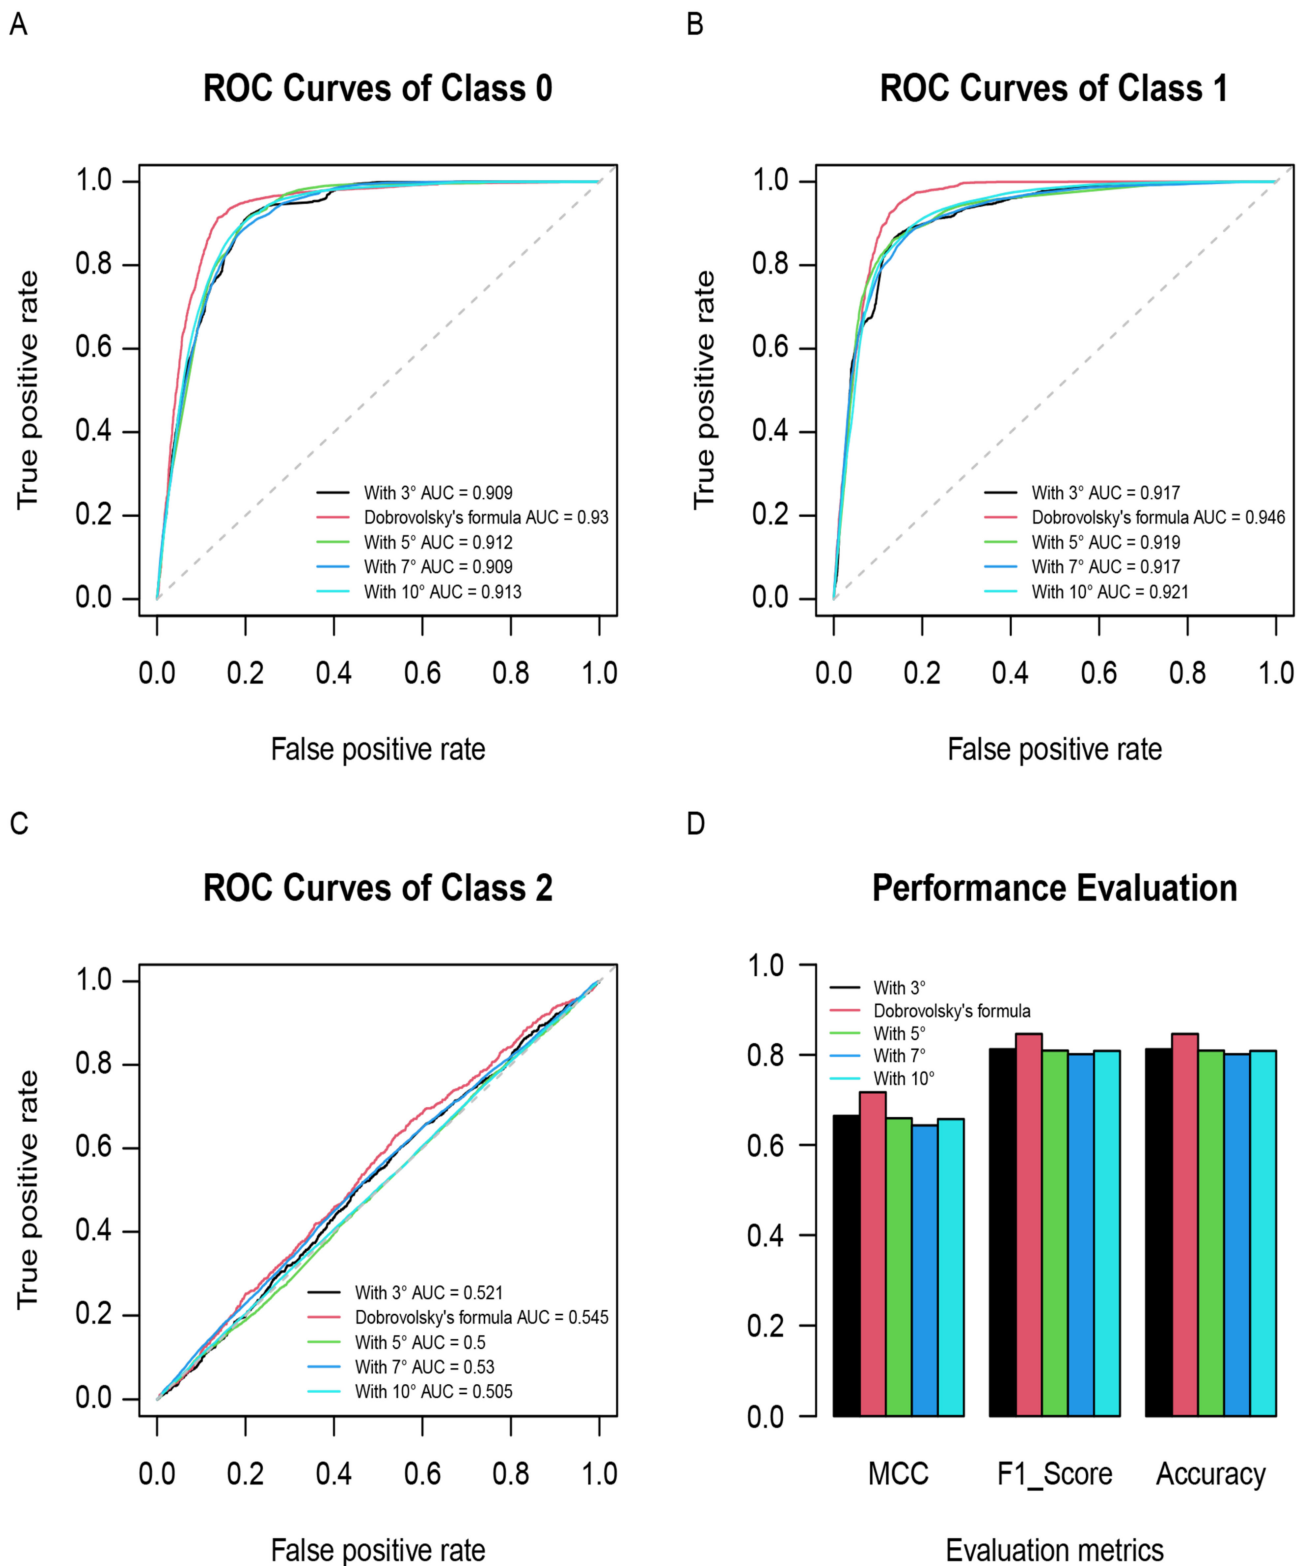 A
ROC Curves of Class 0
True positive rate
1.0
0.8
0.6
0.4
0.2
0.0
With 3° AUC = 0.909
Dobrovolsky's formula AUC = 0.93
With 5° AUC = 0.912
With 7° AUC = 0.909
With 10° AUC = 0.913
0.0 0.2 0.4 0.6 0.8 1.0
False positive rate
B
ROC Curves of Class 1
True positive rate
1.0
0.8
0.6
0.4
0.2
0.0
With 3° AUC = 0.917
Dobrovolsky's formula AUC = 0.946
With 5° AUC = 0.919
With 7° AUC = 0.917
With 10° AUC = 0.921
0.0 0.2 0.4 0.6 0.8 1.0
False positive rate
C
ROC Curves of Class 2
True positive rate
1.0
0.8
0.6
0.4
0.2
0.0
With 3° AUC = 0.521
Dobrovolsky's formula AUC = 0.545
With 5° AUC = 0.5
With 7° AUC = 0.53
With 10° AUC = 0.505
0.0 0.2 0.4 0.6 0.8 1.0
False positive rate
D
Performance Evaluation
1.0
0.8
0.6
0.4
0.2
0.0
With 3°
Dobrovolsky's formula
With 5°
With 7°
With 10°
MCC F1_Score Accuracy
Evaluation metrics